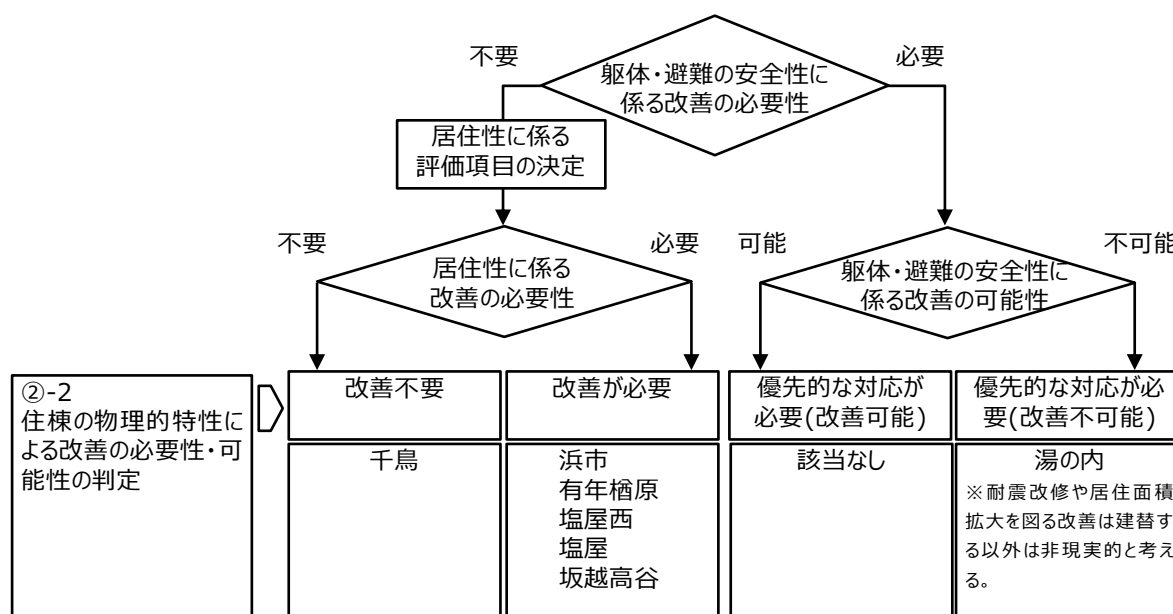 不要
必要
躯体・避難の安全性に
係る改善の必要性
居住性に係る
評価項目の決定
不要
必要
可能
不可能
居住性に係る
改善の必要性
躯体・避難の安全性に
係る改善の可能性
②-2
住棟の物理的特性に
よる改善の必要性・可
能性の判定
改善不要
改善が必要
優先的な対応が
必要(改善可能)
優先的な対応が必
要(改善不可能)
千鳥
浜市
有年楢原
塩屋西
塩屋
坂越高谷
該当なし
湯の内
※耐震改修や居住面積
拡大を図る改善は建替す
る以外は非現実的と考え
る。